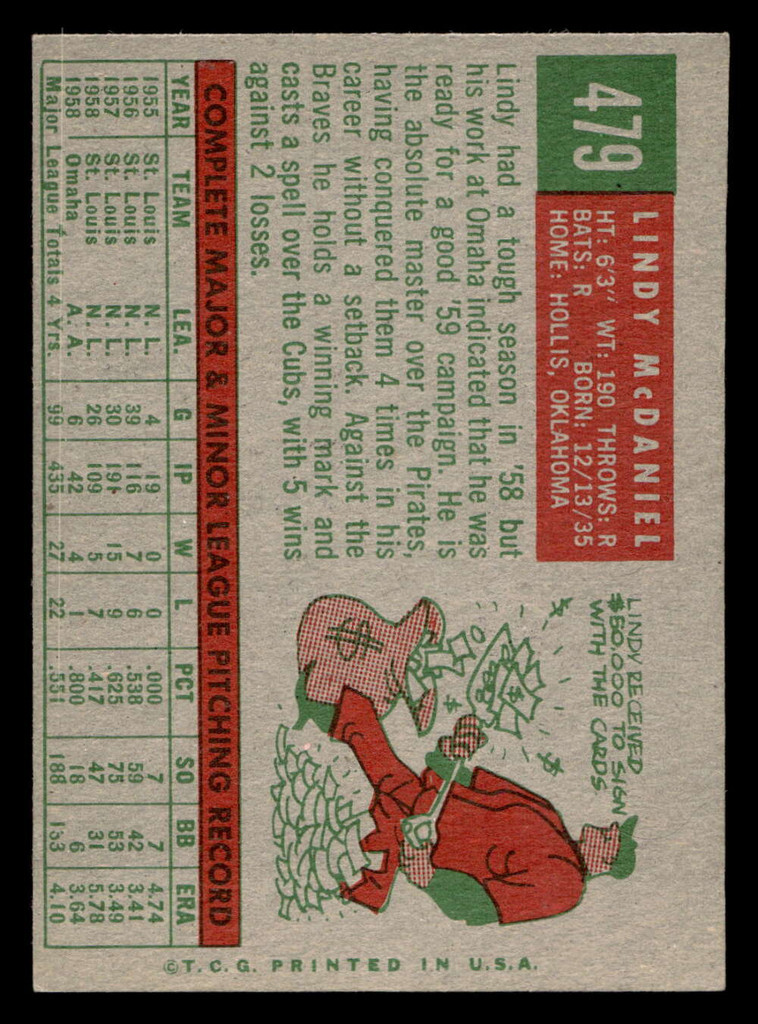 479
LINDY McDANIEL
HT: 6'3" WT: 190 THROWS: R
BATS: R BORN: 12/13/35
HOME: HOLLIS, OKLAHOMA
Lindy had a tough season in '58 but
his work at Omaha indicated that he was
ready for a good '59 campaign. He is
the absolute master over the Pirates,
having conquered them 4 times in his
career without a setback. Against the
Braves he holds a winning mark and
casts a spell over the Cubs, with 5 wins
against 2 losses.
LINDY RECEIVED
$50,000 TO SIGN
WITH THE CARDS
COMPLETE MAJOR & MINOR LEAGUE PITCHING RECORD
YEAR TEAM LEA. G IP W L PCT SO BB ERA
1955 St. Louis N. L. 4 19 0 0 .000 7 7 4.74
1956 St. Louis N. L. 39 116 7 6 .538 59 42 3.41
1957 St. Louis N. L. 30 191 15 9 .625 75 53 3.49
1958 St. Louis N. L. 26 109 5 7 .417 47 31 5.78
1958 Omaha A. A. 6 42 4 1 .800 18 6 3.64
Major League Totals 4 Yrs. 99 435 27 22 .551 188 133 4.10
©T.C.G. PRINTED IN U.S.A.